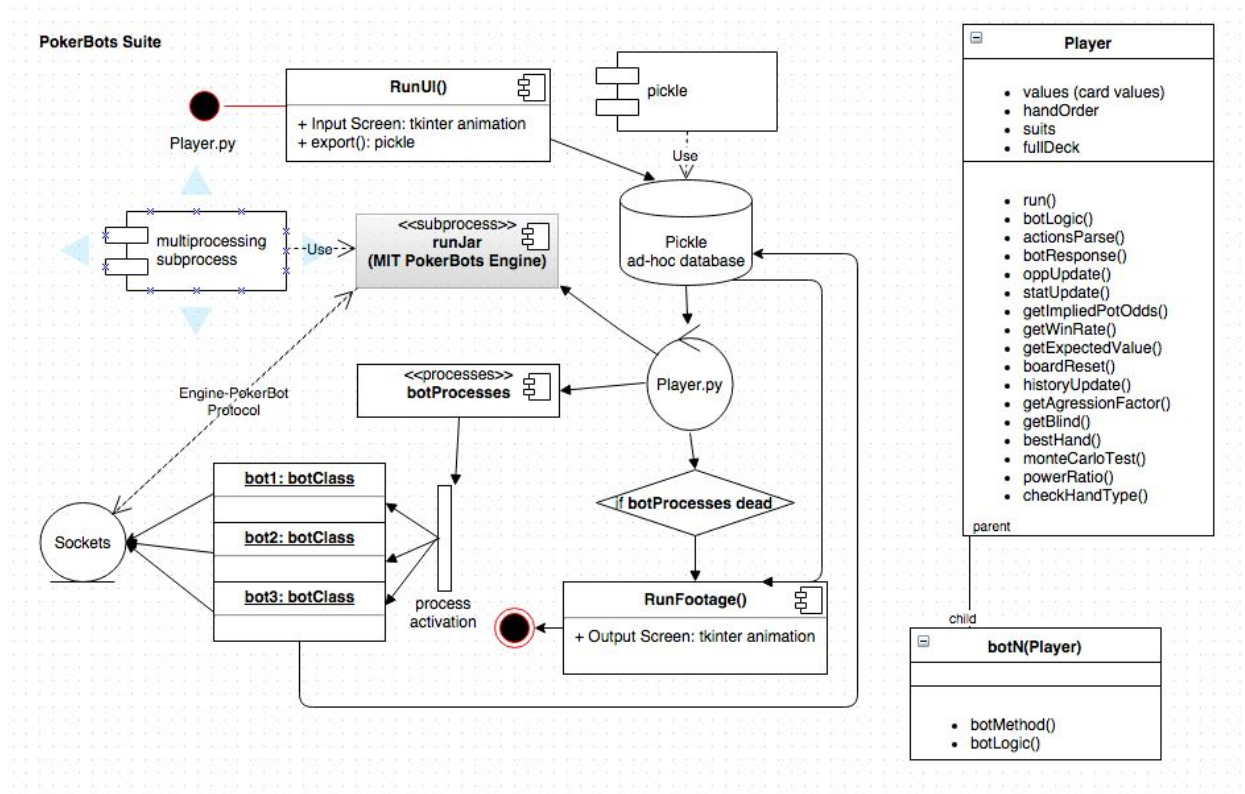 PokerBots Suite
Player.py
RunUI()
+ Input Screen: tkinter animation
+ export(): pickle
pickle
Use
multiprocessing
subprocess
Use
<<subprocess>>
runJar
(MIT PokerBots Engine)
Pickle
ad-hoc database
Engine-PokerBot
Protocol
<<processes>>
botProcesses
Player.py
if botProcesses dead
Sockets
bot1: botClass
bot2: botClass
bot3: botClass
process
activation
RunFootage()
+ Output Screen: tkinter animation
Player
values (card values)
handOrder
suits
fullDeck
run()
botLogic()
actionsParse()
botResponse()
oppUpdate()
statUpdate()
getImpliedPotOdds()
getWinRate()
getExpectedValue()
boardReset()
historyUpdate()
getAgressionFactor()
getBlind()
bestHand()
monteCarloTest()
powerRatio()
checkHandType()
parent
child
botN(Player)
botMethod()
botLogic()